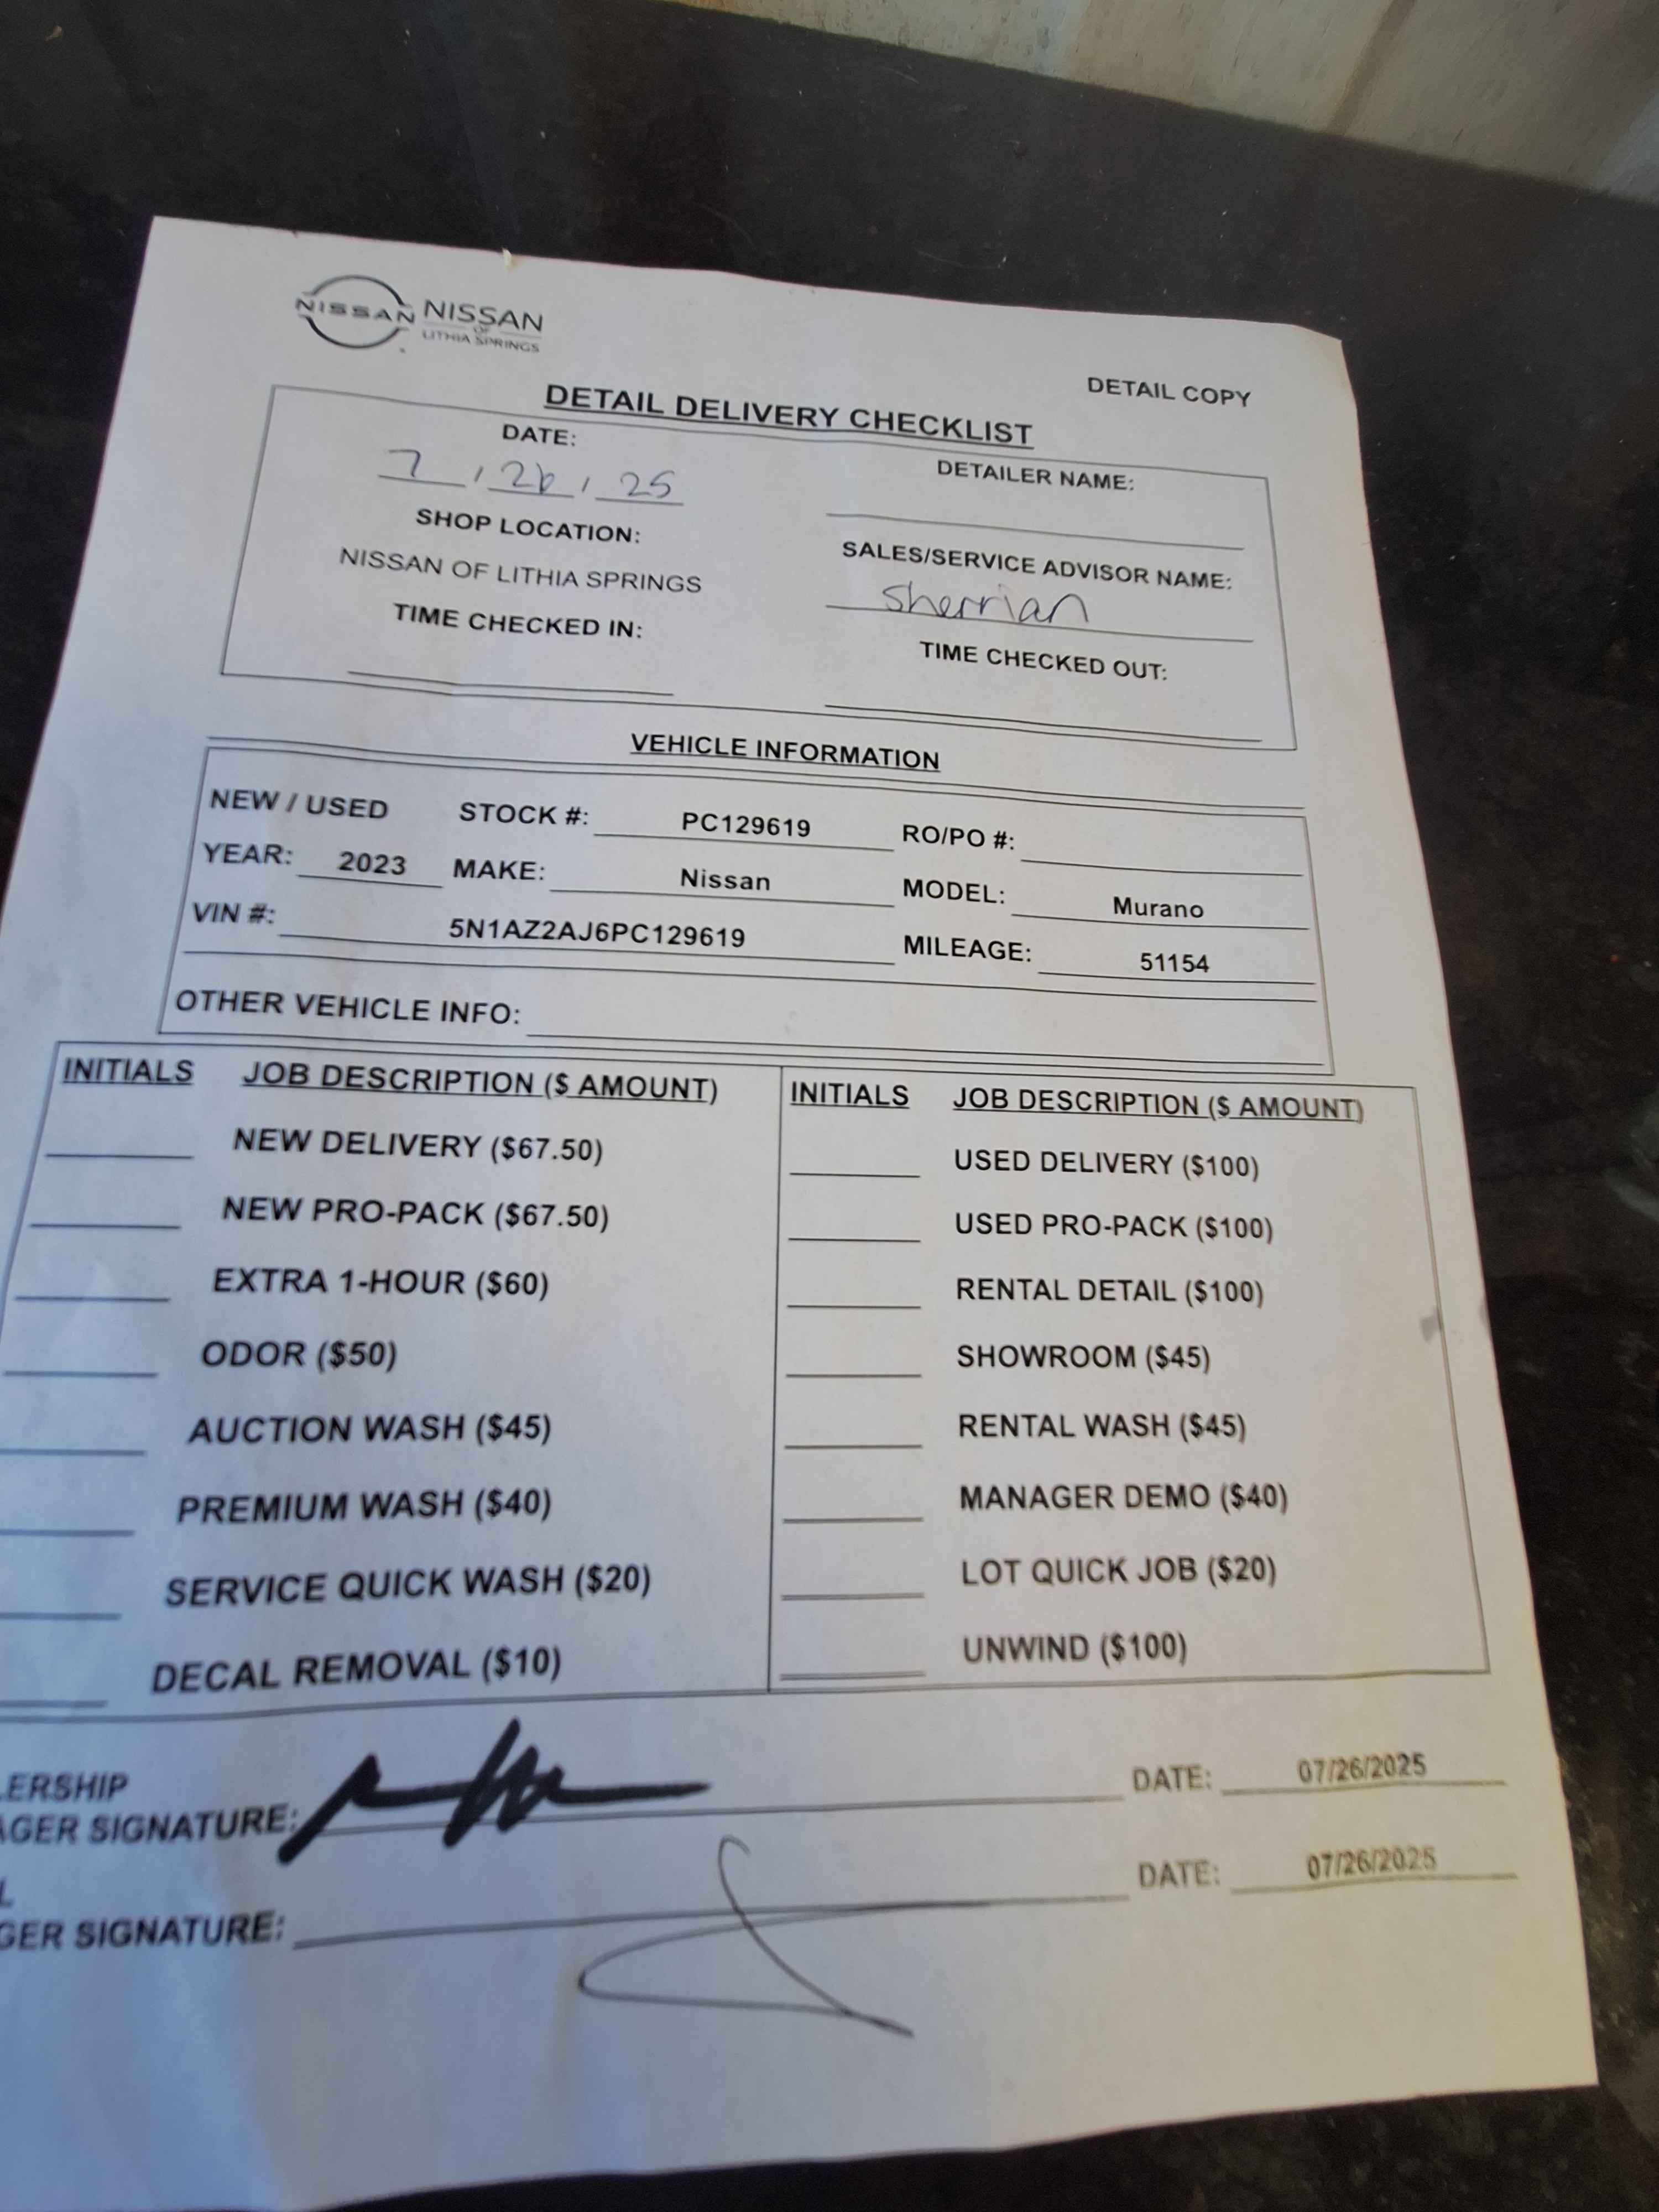 NISSAN NISSAN
OF
LITHIA SPRINGS
DETAIL COPY
DETAIL DELIVERY CHECKLIST
DATE:
7 / 26 / 25
DETAILER NAME:
SHOP LOCATION:
NISSAN OF LITHIA SPRINGS
SALES/SERVICE ADVISOR NAME:
Sherrian
TIME CHECKED IN:
TIME CHECKED OUT:
VEHICLE INFORMATION
NEW / USED STOCK #: PC129619 RO/PO #:
YEAR: 2023 MAKE: Nissan MODEL: Murano
VIN #: 5N1AZ2AJ6PC129619 MILEAGE: 51154
OTHER VEHICLE INFO:
INITIALS JOB DESCRIPTION ($ AMOUNT) INITIALS JOB DESCRIPTION ($ AMOUNT)
NEW DELIVERY ($67.50) USED DELIVERY ($100)
NEW PRO-PACK ($67.50) USED PRO-PACK ($100)
EXTRA 1-HOUR ($60) RENTAL DETAIL ($100)
ODOR ($50) SHOWROOM ($45)
AUCTION WASH ($45) RENTAL WASH ($45)
PREMIUM WASH ($40) MANAGER DEMO ($40)
SERVICE QUICK WASH ($20) LOT QUICK JOB ($20)
DECAL REMOVAL ($10) UNWIND ($100)
LERSHIP
AGER SIGNATURE: DATE: 07/26/2025
L
GER SIGNATURE: DATE: 07/26/2025